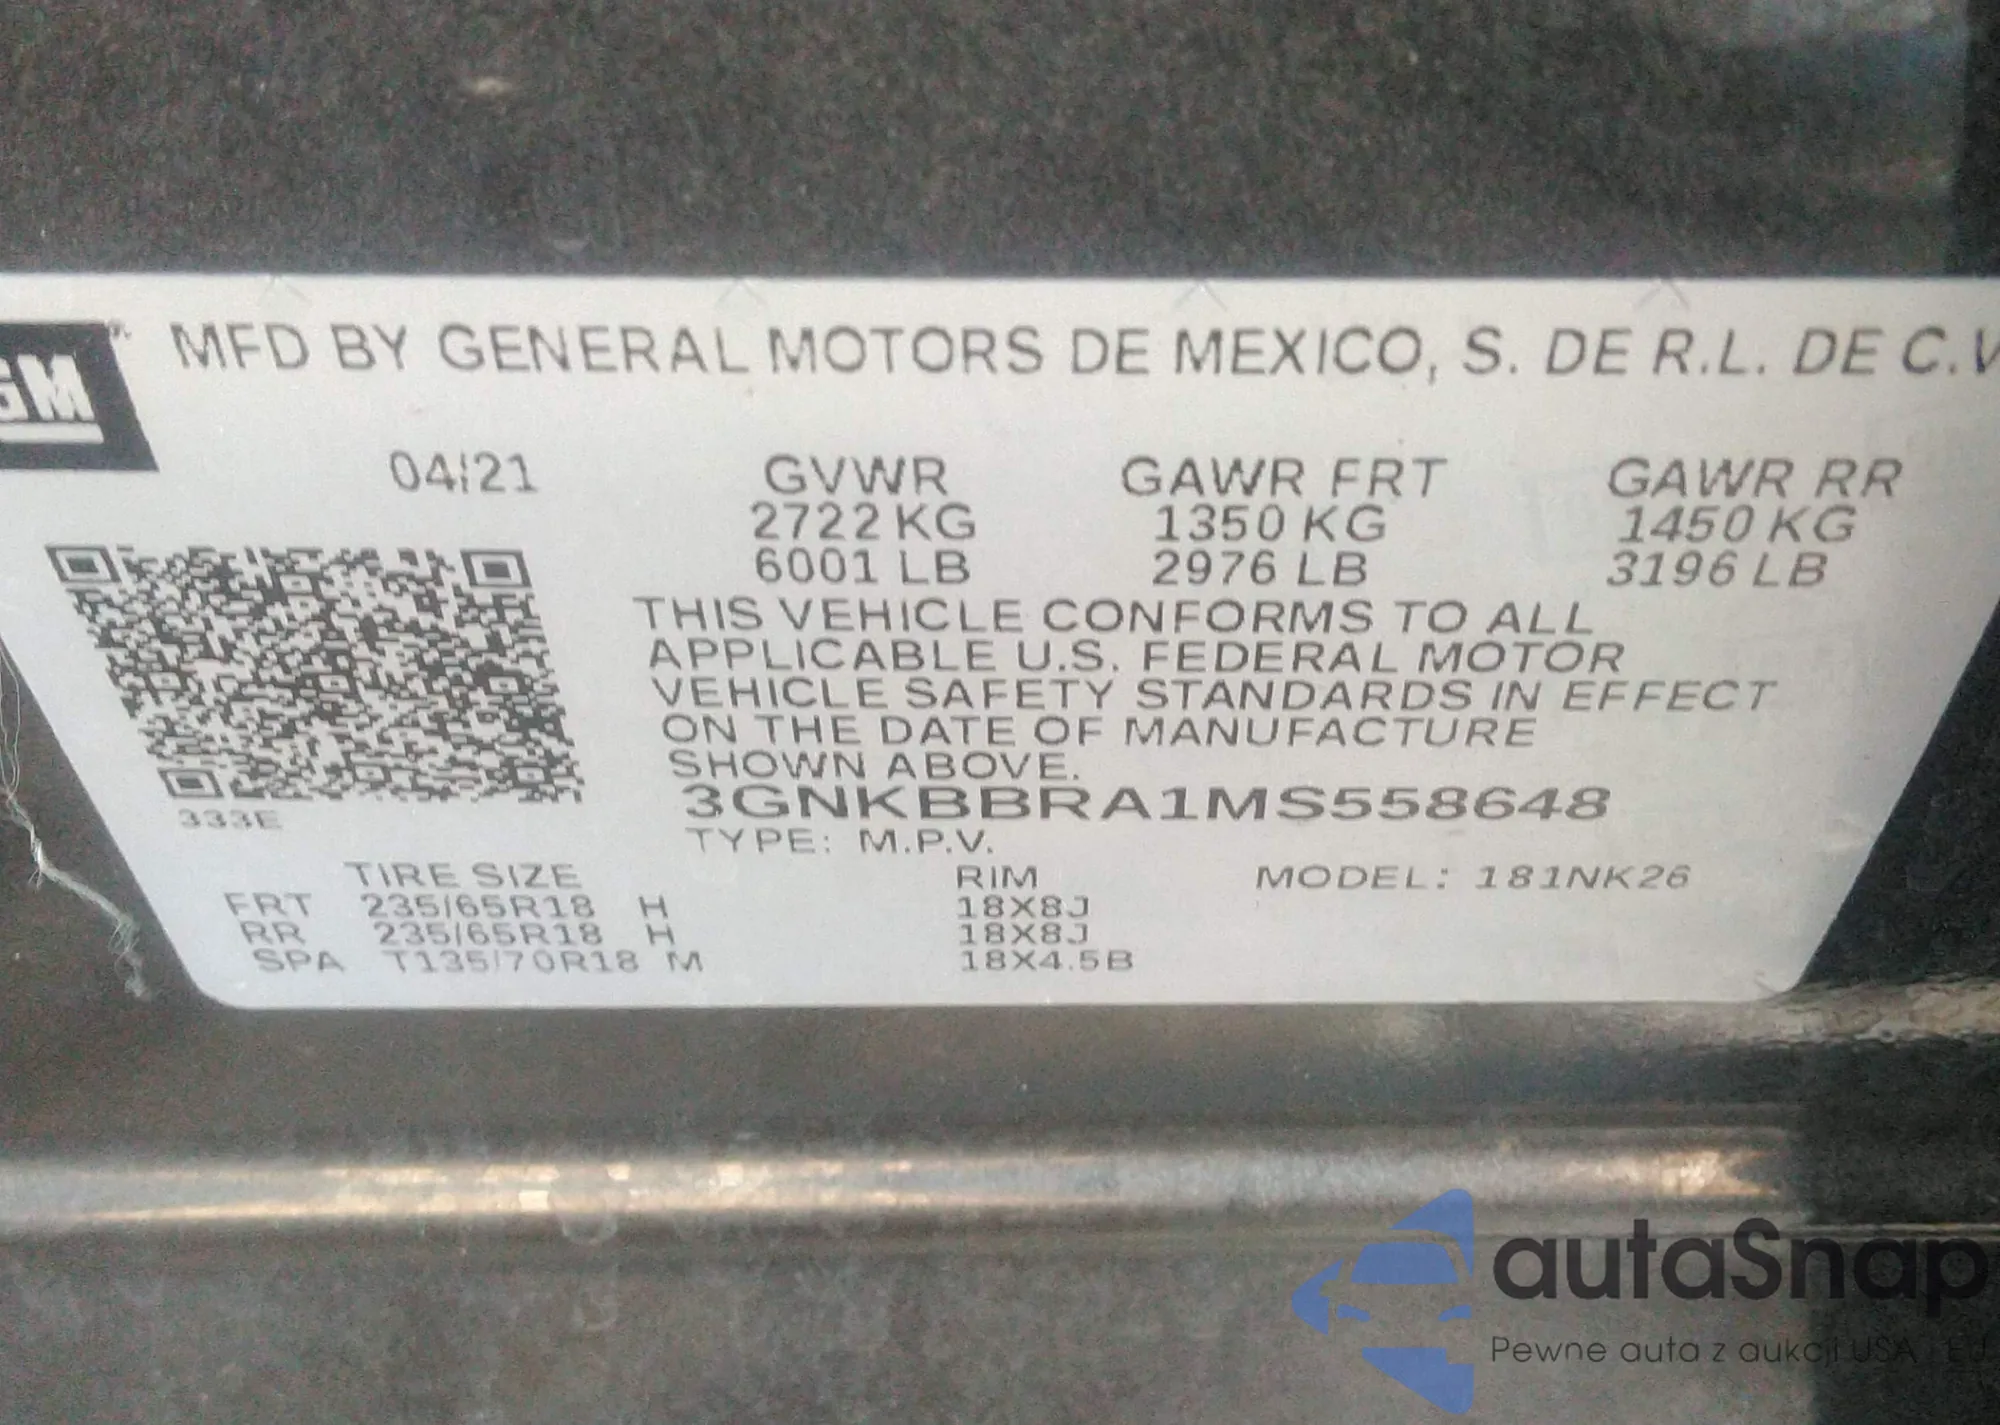 GM MFD BY GENERAL MOTORS DE MEXICO, S. DE R.L. DE C.V
04/21 GVWR GAWR FRT GAWR RR
2722 KG 1350 KG 1450 KG
6001 LB 2976 LB 3196 LB
THIS VEHICLE CONFORMS TO ALL
APPLICABLE U.S. FEDERAL MOTOR
VEHICLE SAFETY STANDARDS IN EFFECT
ON THE DATE OF MANUFACTURE
SHOWN ABOVE.
3GNKBBRA1MS558648
333E
TYPE: M.P.V.
TIRE SIZE RIM MODEL: 181NK26
FRT 235/65R18 H 18X8J
RR 235/65R18 H 18X8J
SPA T135/70R18 M 18X4.5B
autaSnap
Pewne auta z aukcji USA